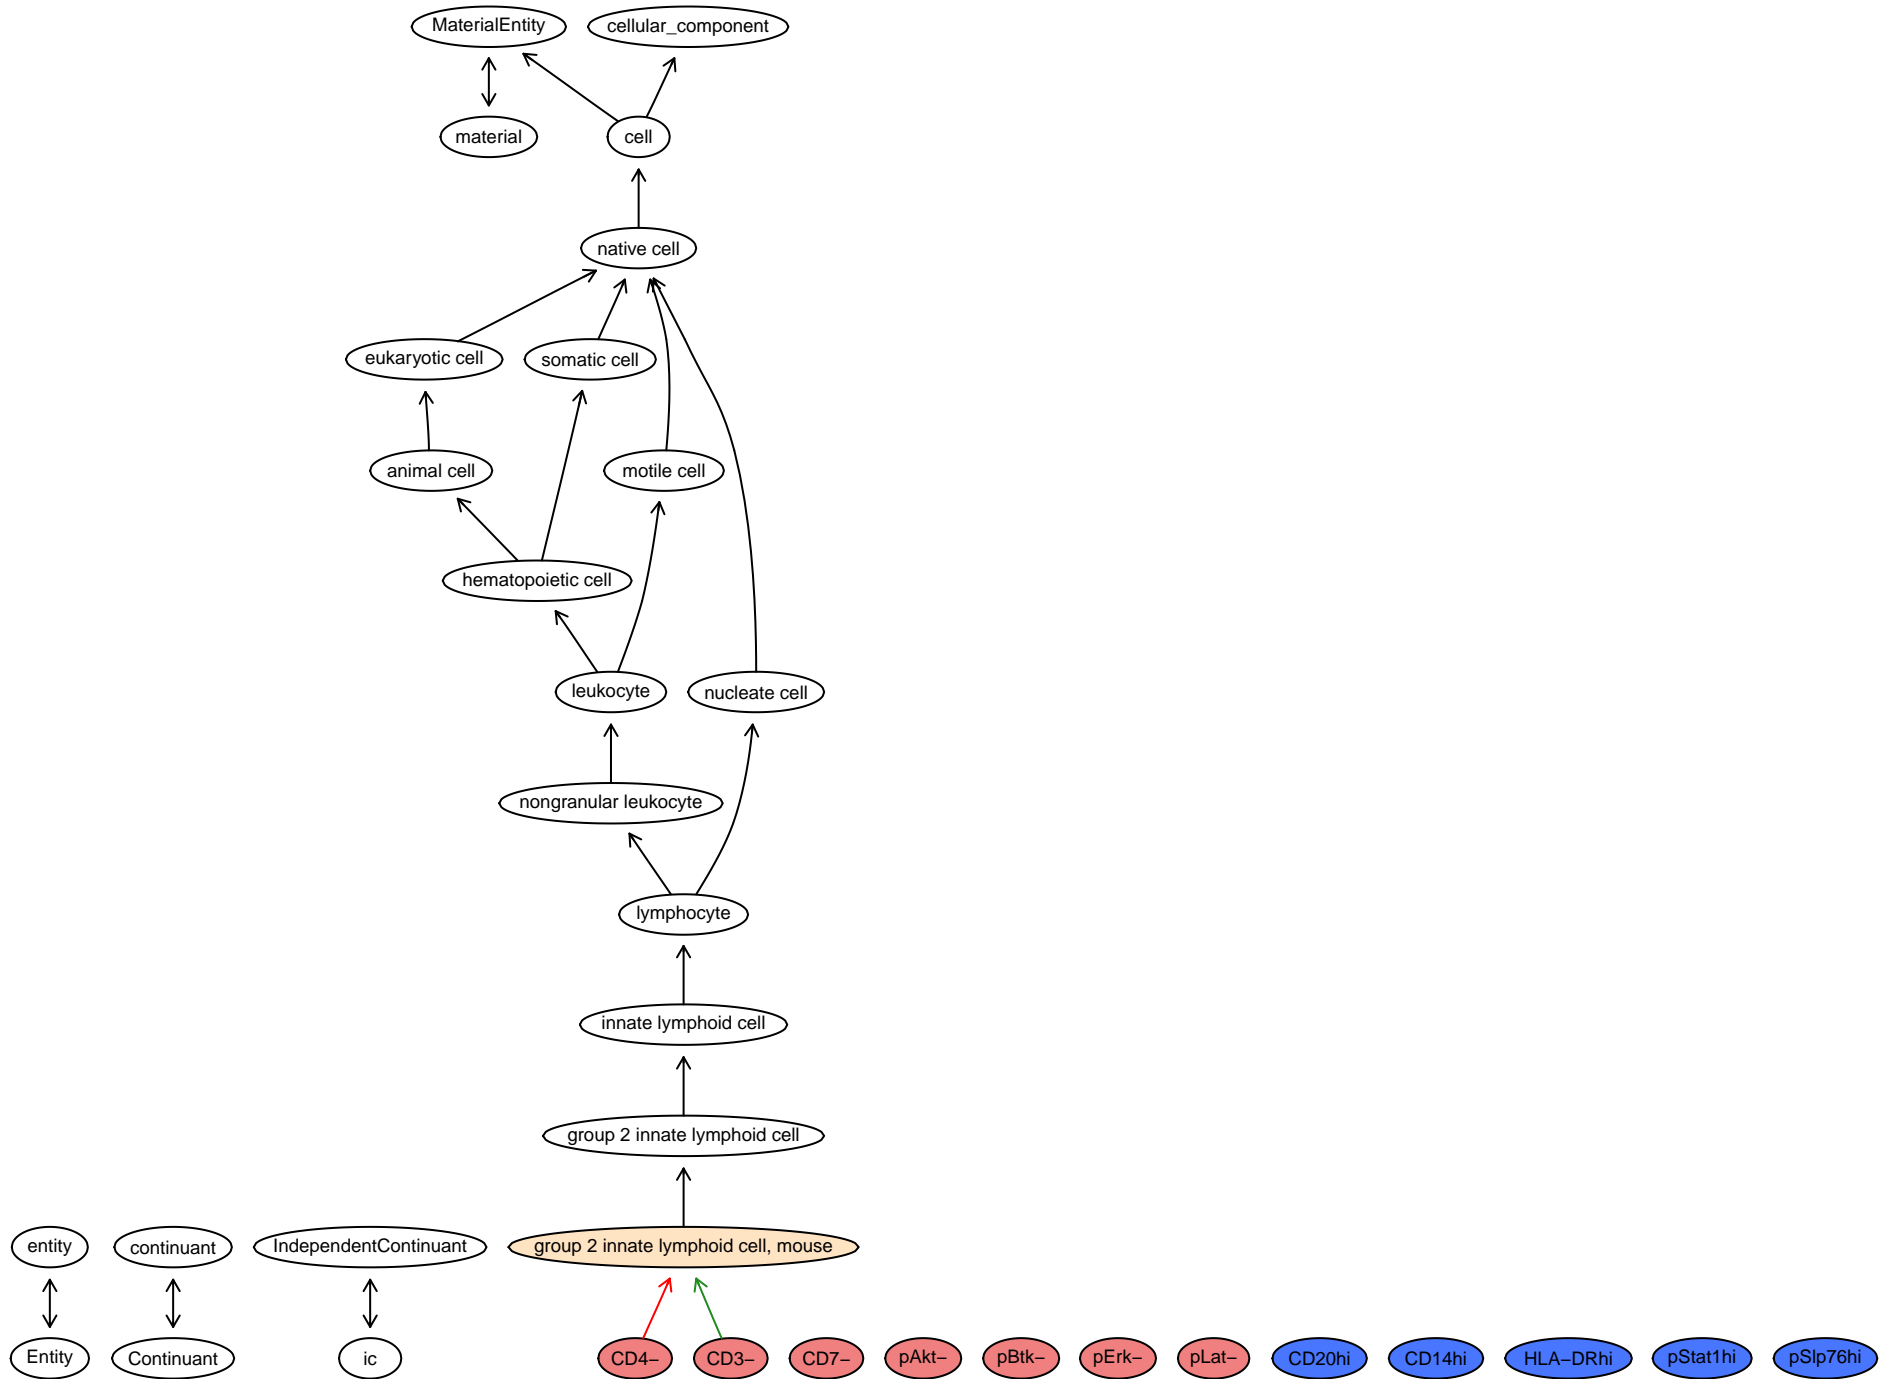 MaterialEntity
cellular_component
material
cell
native cell
eukaryotic cell
somatic cell
animal cell
motile cell
hematopoietic cell
leukocyte
nucleate cell
nongranular leukocyte
lymphocyte
innate lymphoid cell
group 2 innate lymphoid cell
entity
continuant
IndependentContinuant
group 2 innate lymphoid cell, mouse
Entity
Continuant
ic
CD4−
CD3−
CD7−
pAkt−
pBtk−
pErk−
pLat−
CD20hi
CD14hi
HLA−DRhi
pStat1hi
pSlp76hi